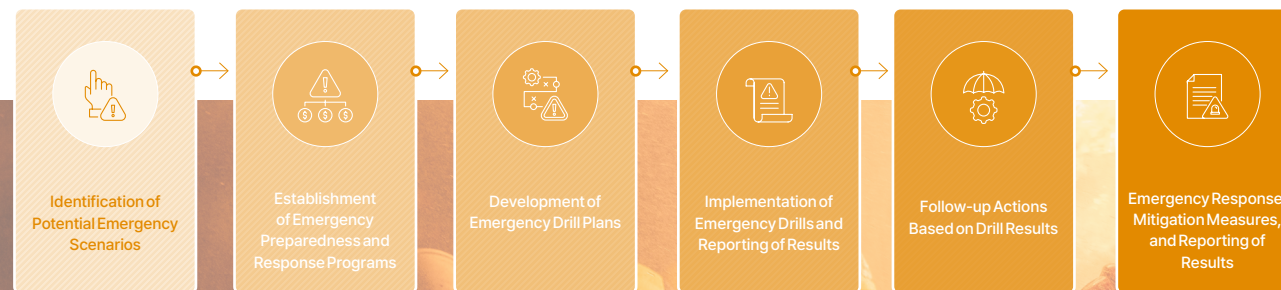 Identification of
Potential Emergency
Scenarios
Establishment
of Emergency
Preparedness and
Response Programs
Development of
Emergency Drill Plans
Implementation of
Emergency Drills and
Reporting of Results
Follow-up Actions
Based on Drill Results
Emergency Response,
Mitigation Measures,
and Reporting of
Results